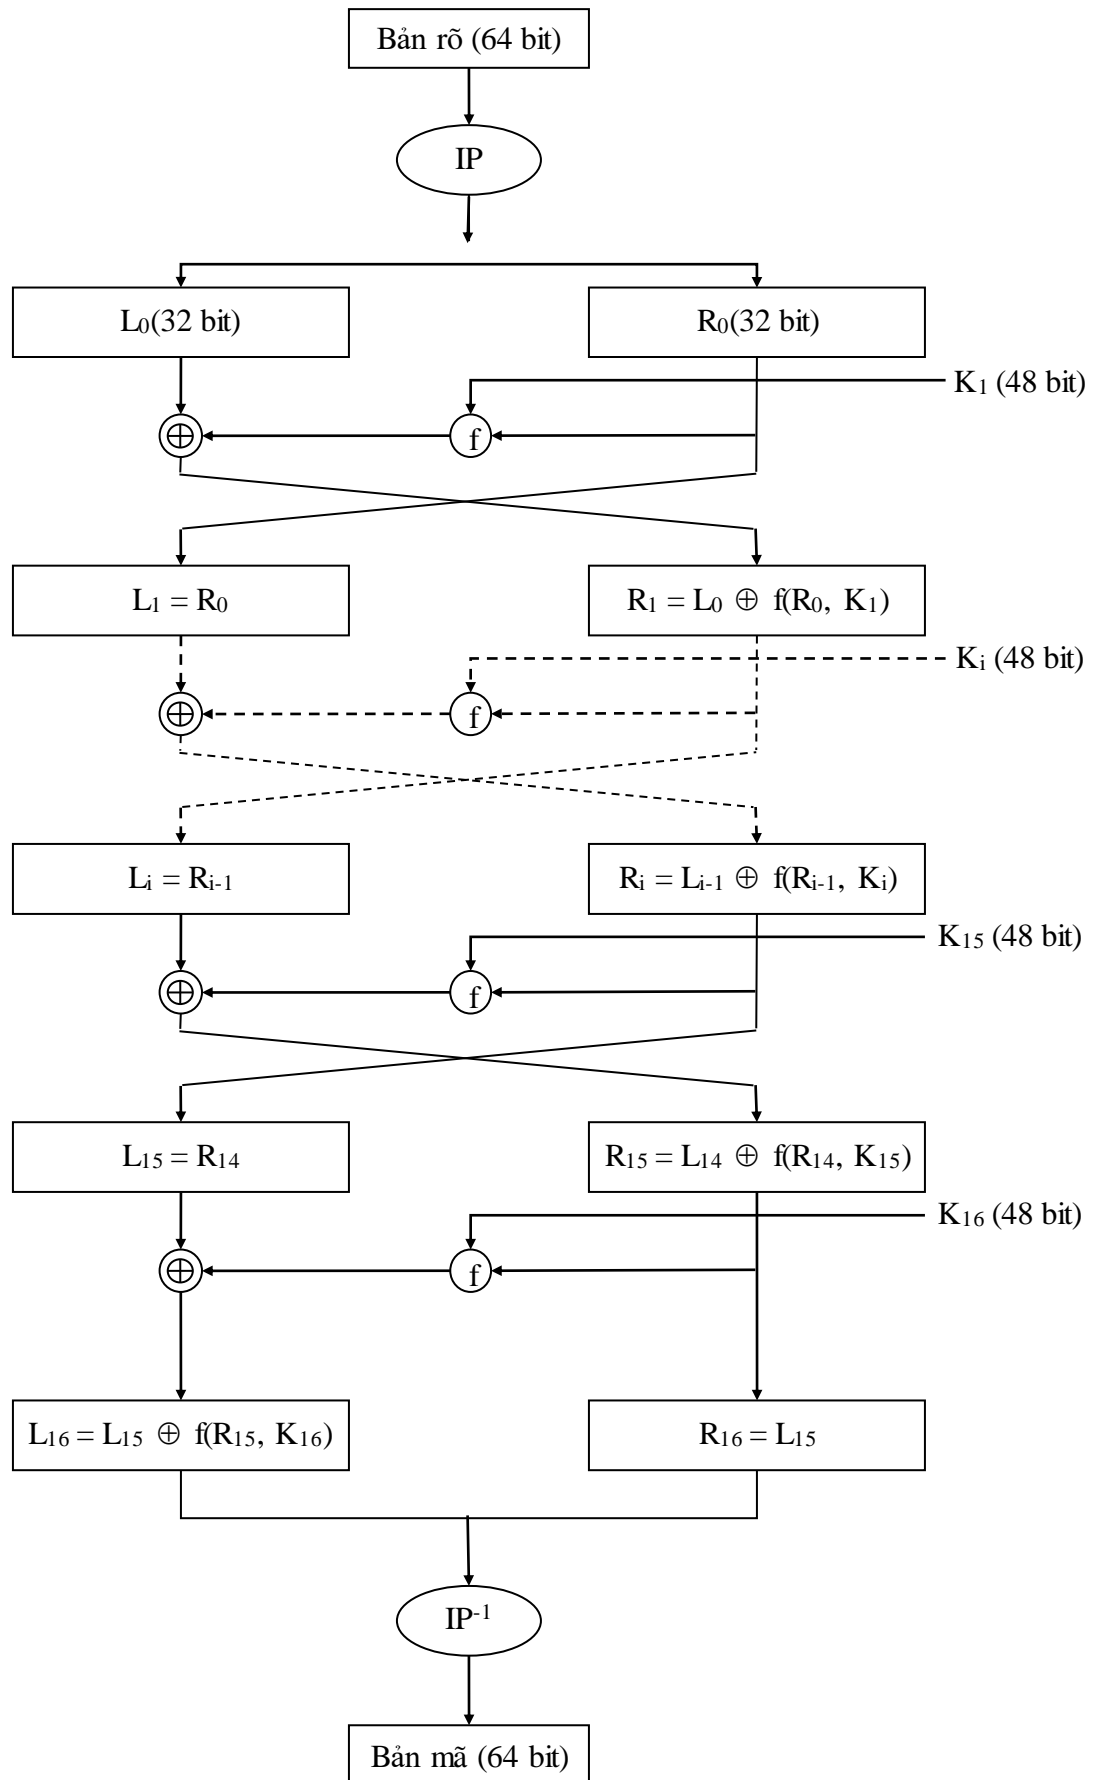 Bản rõ (64 bit)
IP
L₀(32 bit)
R₀(32 bit)
K₁ (48 bit)
⊕
f
L₁ = R₀
R₁ = L₀ ⊕ f(R₀, K₁)
Kᵢ (48 bit)
⊕
f
Lᵢ = Rᵢ₋₁
Rᵢ = Lᵢ₋₁ ⊕ f(Rᵢ₋₁, Kᵢ)
K₁₅ (48 bit)
⊕
f
L₁₅ = R₁₄
R₁₅ = L₁₄ ⊕ f(R₁₄, K₁₅)
K₁₆ (48 bit)
⊕
f
L₁₆ = L₁₅ ⊕ f(R₁₅, K₁₆)
R₁₆ = L₁₅
IP⁻¹
Bản mã (64 bit)